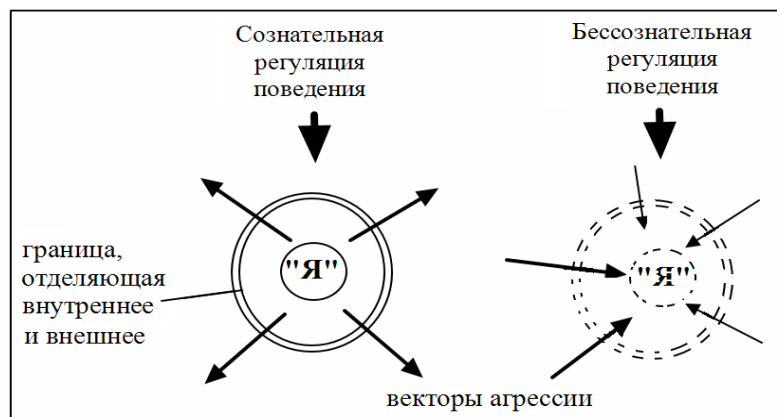 Сознательная
регуляция
поведения
Бессознательная
регуляция
поведения
граница,
отделяющая
внутреннее
и внешнее
"Я"
"Я"
векторы агрессии